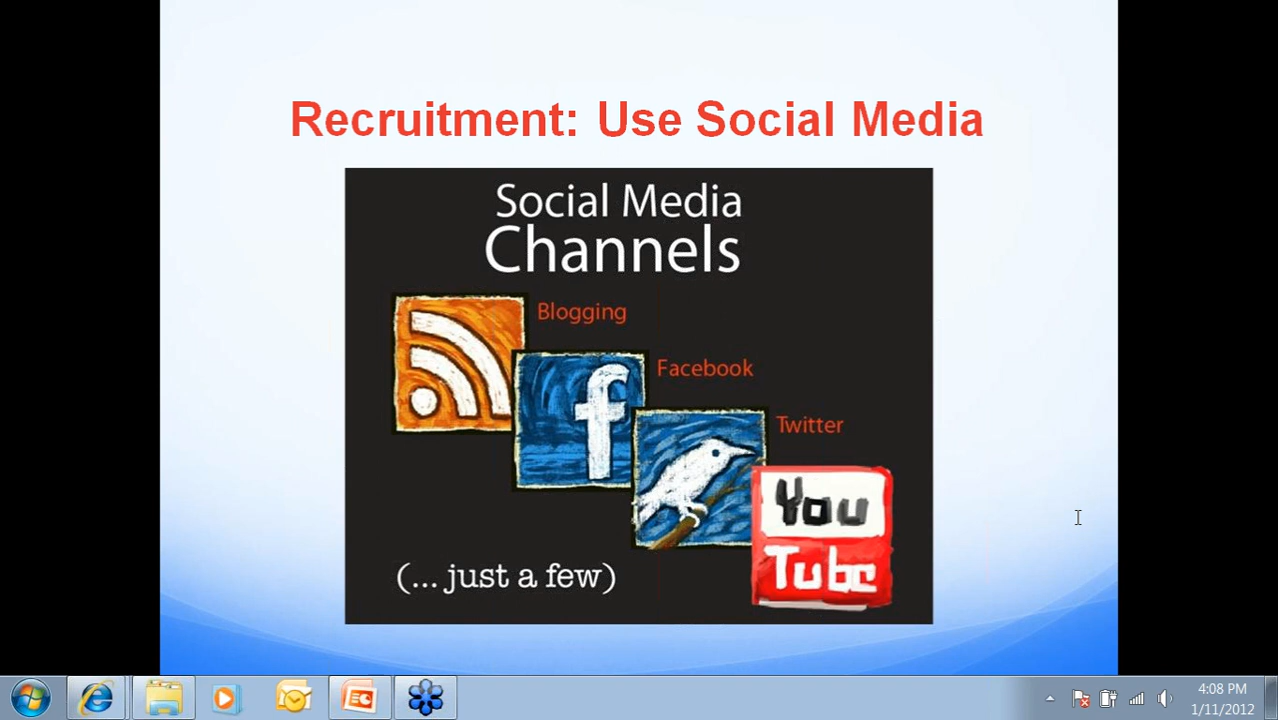 Recruitment: Use Social Media
Social Media
Channels
Blogging
Facebook
f
Twitter
You
Tube
(... just a few)
4:08 PM
1/11/2012